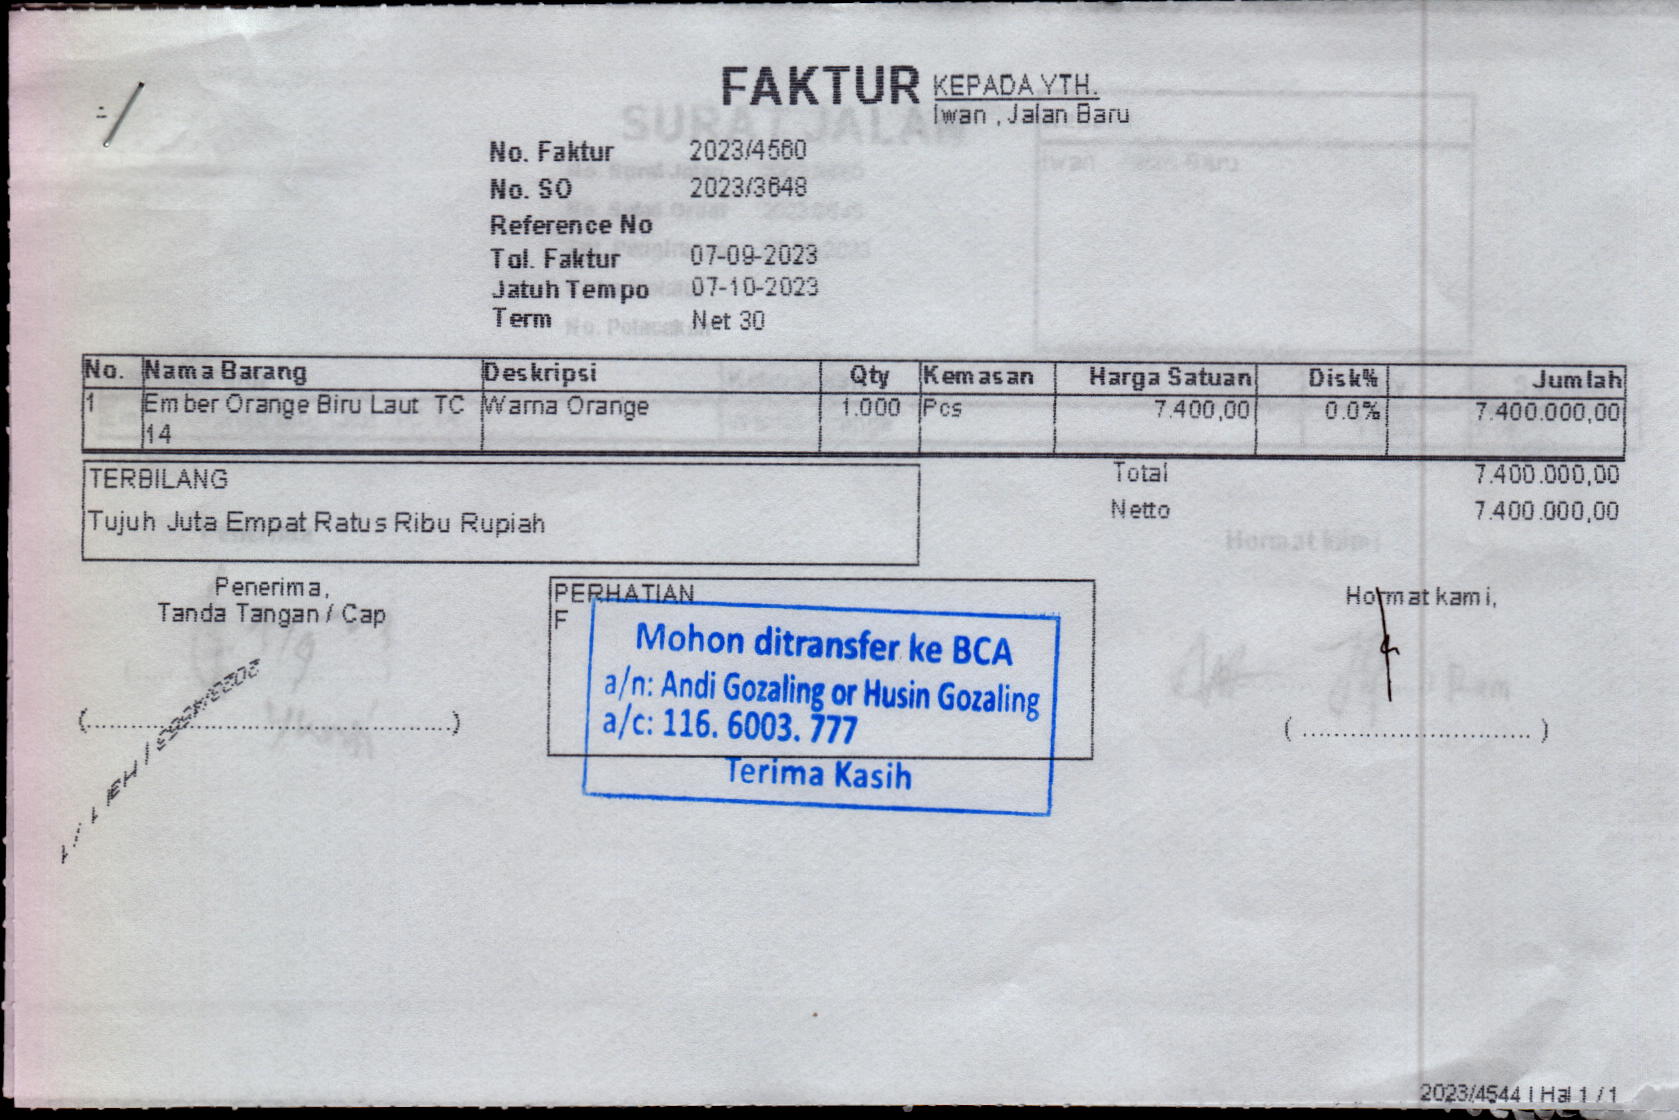 FAKTUR
KEPADA YTH.
Iwan , Jalan Baru
No. Faktur 2023/4560
No. SO 2023/3648
Reference No
Tgl. Faktur 07-09-2023
Jatuh Tempo 07-10-2023
Term Net 30
No. Nama Barang Deskripsi Qty Kemasan Harga Satuan Disk% Jumlah
1 Ember Orange Biru Laut TC Warna Orange 1.000 Pcs 7.400,00 0.0% 7.400.000,00
14
TERBILANG
Tujuh Juta Empat Ratus Ribu Rupiah
Total 7.400.000,00
Netto 7.400.000,00
Penerima,
Tanda Tangan / Cap
(..............................................)
PERHATIAN
F
Mohon ditransfer ke BCA
a/n: Andi Gozaling or Husin Gozaling
a/c: 116. 6003. 777
Terima Kasih
Hormat kami,
( ............................. )
2023/4544 | Hal 1 / 1